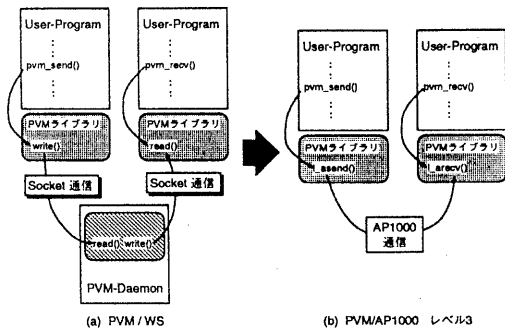 User-Program
pvm_send()
PVMライブラリ
write()
Socket 通信
User-Program
pvm_recv()
PVMライブラリ
read()
Socket 通信
read()
write()
PVM-Daemon
(a) PVM / WS
User-Program
pvm_send()
PVMライブラリ
l_asend()
User-Program
pvm_recv()
PVMライブラリ
l_arecv()
AP1000
通信
(b) PVM/AP1000 レベル3